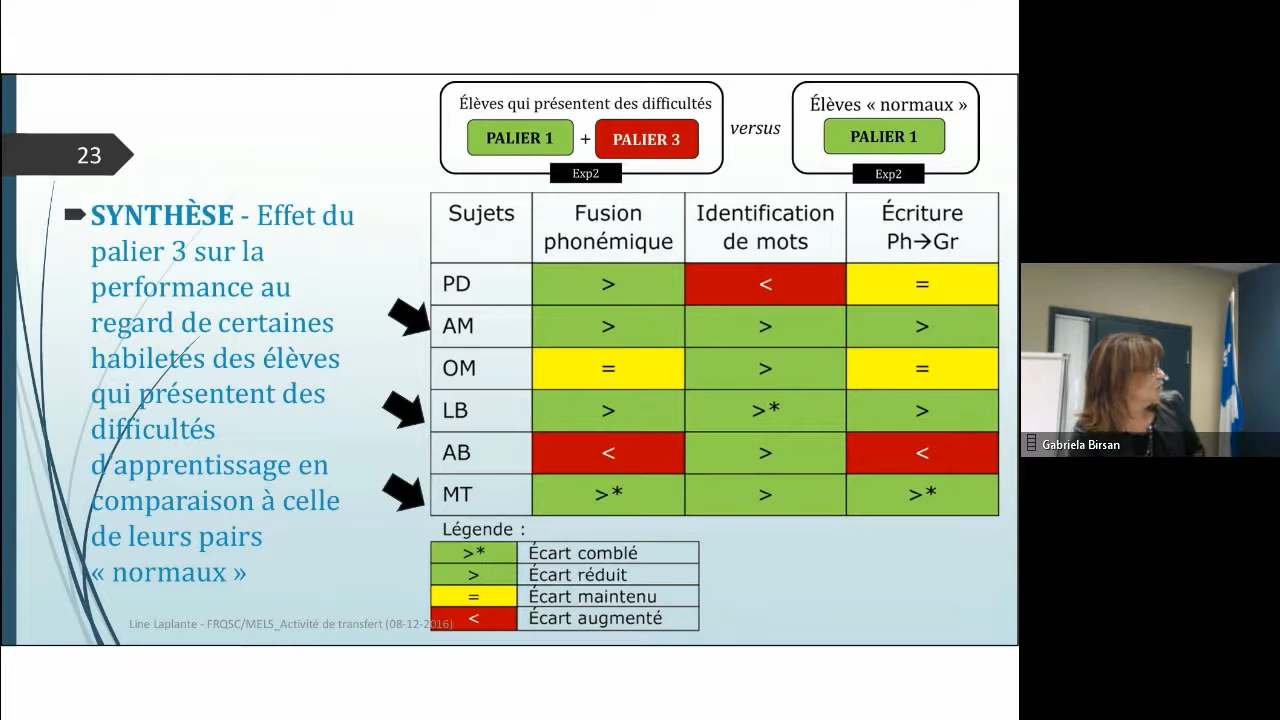 Élèves qui présentent des difficultés
PALIER 1 + PALIER 3
Exp2
versus
Élèves « normaux »
PALIER 1
Exp2
23
SYNTHÈSE - Effet du
palier 3 sur la
performance au
regard de certaines
habiletés des élèves
qui présentent des
difficultés
d'apprentissage en
comparaison à celle
de leurs pairs
« normaux »
Sujets Fusion phonémique Identification de mots Écriture Ph→Gr
PD > < =
AM > > >
OM = > =
LB > >* >
AB < > <
MT >* > >*
Légende :
>* Écart comblé
> Écart réduit
= Écart maintenu
< Écart augmenté
Line Laplante - FRQSC/MELS_Activité de transfert (08-12-2016)
Gabriela Birsan